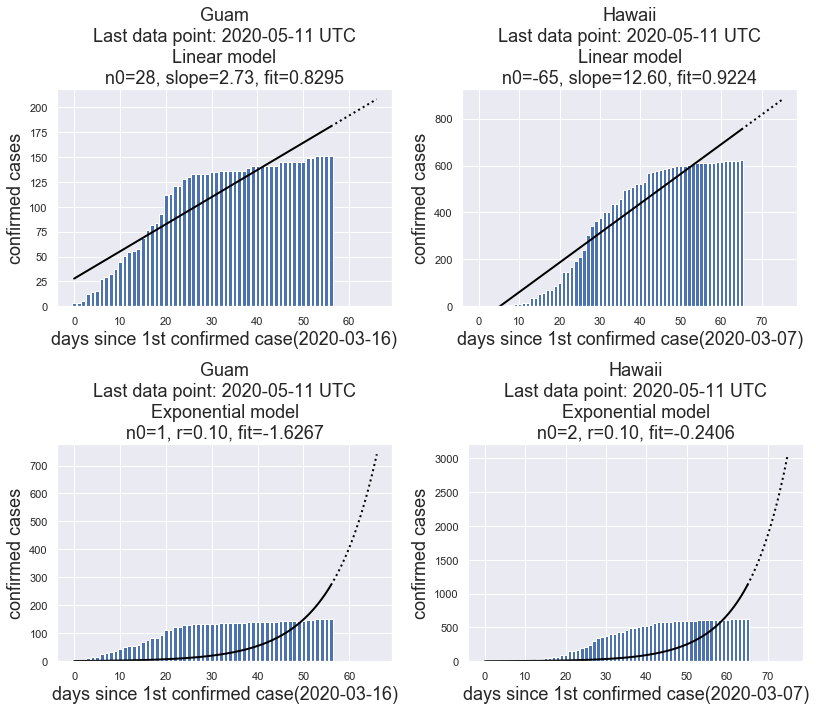 Guam
Last data point: 2020-05-11 UTC
Linear model
n0=28, slope=2.73, fit=0.8295
confirmed cases
200
175
150
125
100
75
50
25
0
0 10 20 30 40 50 60
days since 1st confirmed case(2020-03-16)
Hawaii
Last data point: 2020-05-11 UTC
Linear model
n0=-65, slope=12.60, fit=0.9224
confirmed cases
800
600
400
200
0
0 10 20 30 40 50 60 70
days since 1st confirmed case(2020-03-07)
Guam
Last data point: 2020-05-11 UTC
Exponential model
n0=1, r=0.10, fit=-1.6267
confirmed cases
700
600
500
400
300
200
100
0
0 10 20 30 40 50 60
days since 1st confirmed case(2020-03-16)
Hawaii
Last data point: 2020-05-11 UTC
Exponential model
n0=2, r=0.10, fit=-0.2406
confirmed cases
3000
2500
2000
1500
1000
500
0
0 10 20 30 40 50 60 70
days since 1st confirmed case(2020-03-07)